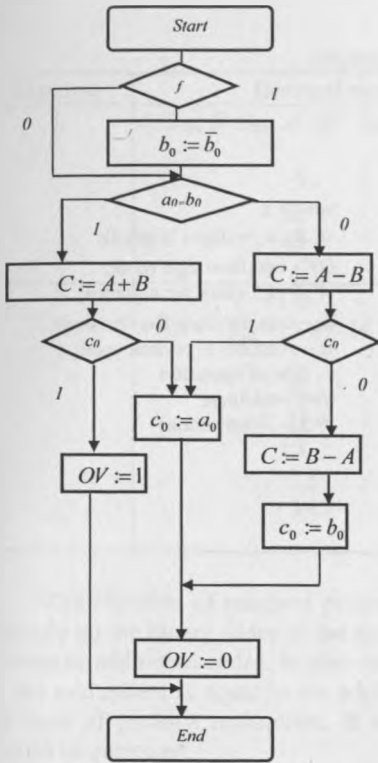 Start
f
1
0
b₀ := b̄₀
a₀=b₀
1
0
C := A + B
C := A − B
c₀
0
1
c₀
1
0
c₀ := a₀
C := B − A
OV := 1
c₀ := b₀
OV := 0
End